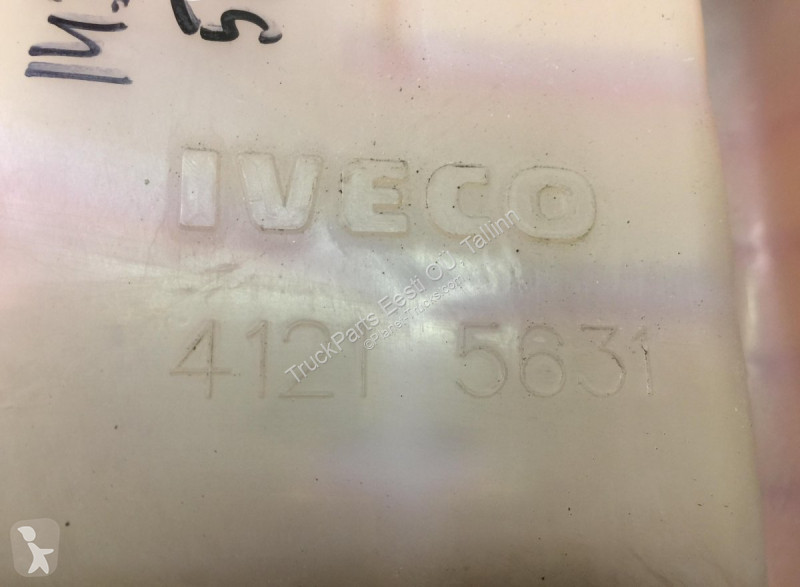 IVECO
4121 5631
TruckParts Eesti OÜ, Tallinn